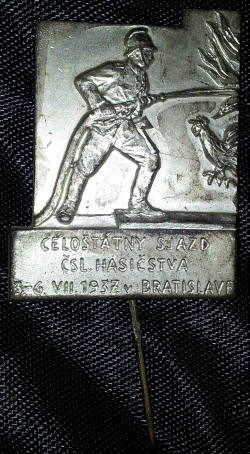 CELOŠTÁTNY SJAZD
ČSL. HASIČSTVA
3-6. VII. 1937 v BRATISLAVE